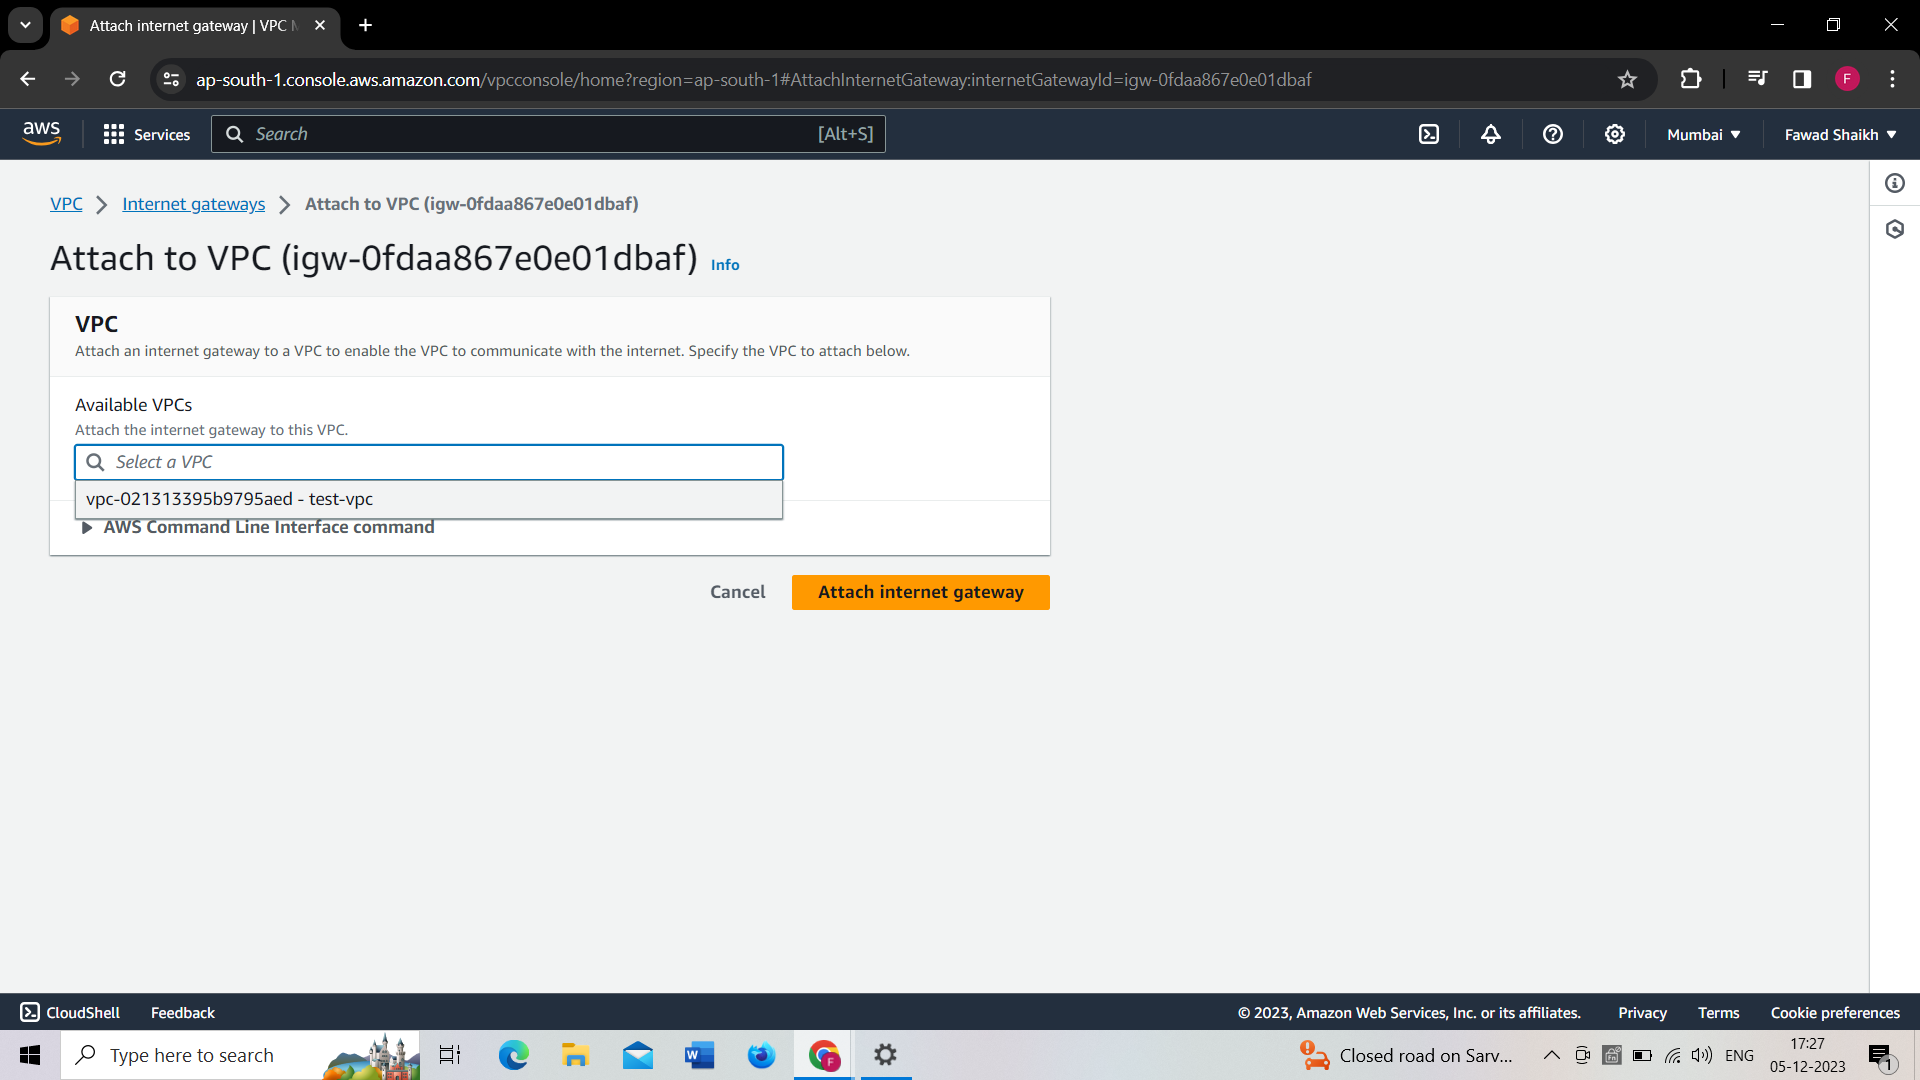 Attach internet gateway | VPC M
ap-south-1.console.aws.amazon.com/vpcconsole/home?region=ap-south-1#AttachInternetGateway:internetGatewayId=igw-0fdaa867e0e01dbaf
F
aws
Services
Search
[Alt+S]
Mumbai
Fawad Shaikh
VPC
Internet gateways
Attach to VPC (igw-0fdaa867e0e01dbaf)
Attach to VPC (igw-0fdaa867e0e01dbaf) Info
VPC
Attach an internet gateway to a VPC to enable the VPC to communicate with the internet. Specify the VPC to attach below.
Available VPCs
Attach the internet gateway to this VPC.
Select a VPC
vpc-021313395b9795aed - test-vpc
AWS Command Line Interface command
Cancel
Attach internet gateway
CloudShell
Feedback
© 2023, Amazon Web Services, Inc. or its affiliates.
Privacy
Terms
Cookie preferences
Type here to search
W
F
Closed road on Sarv...
ENG
17:27
05-12-2023
1